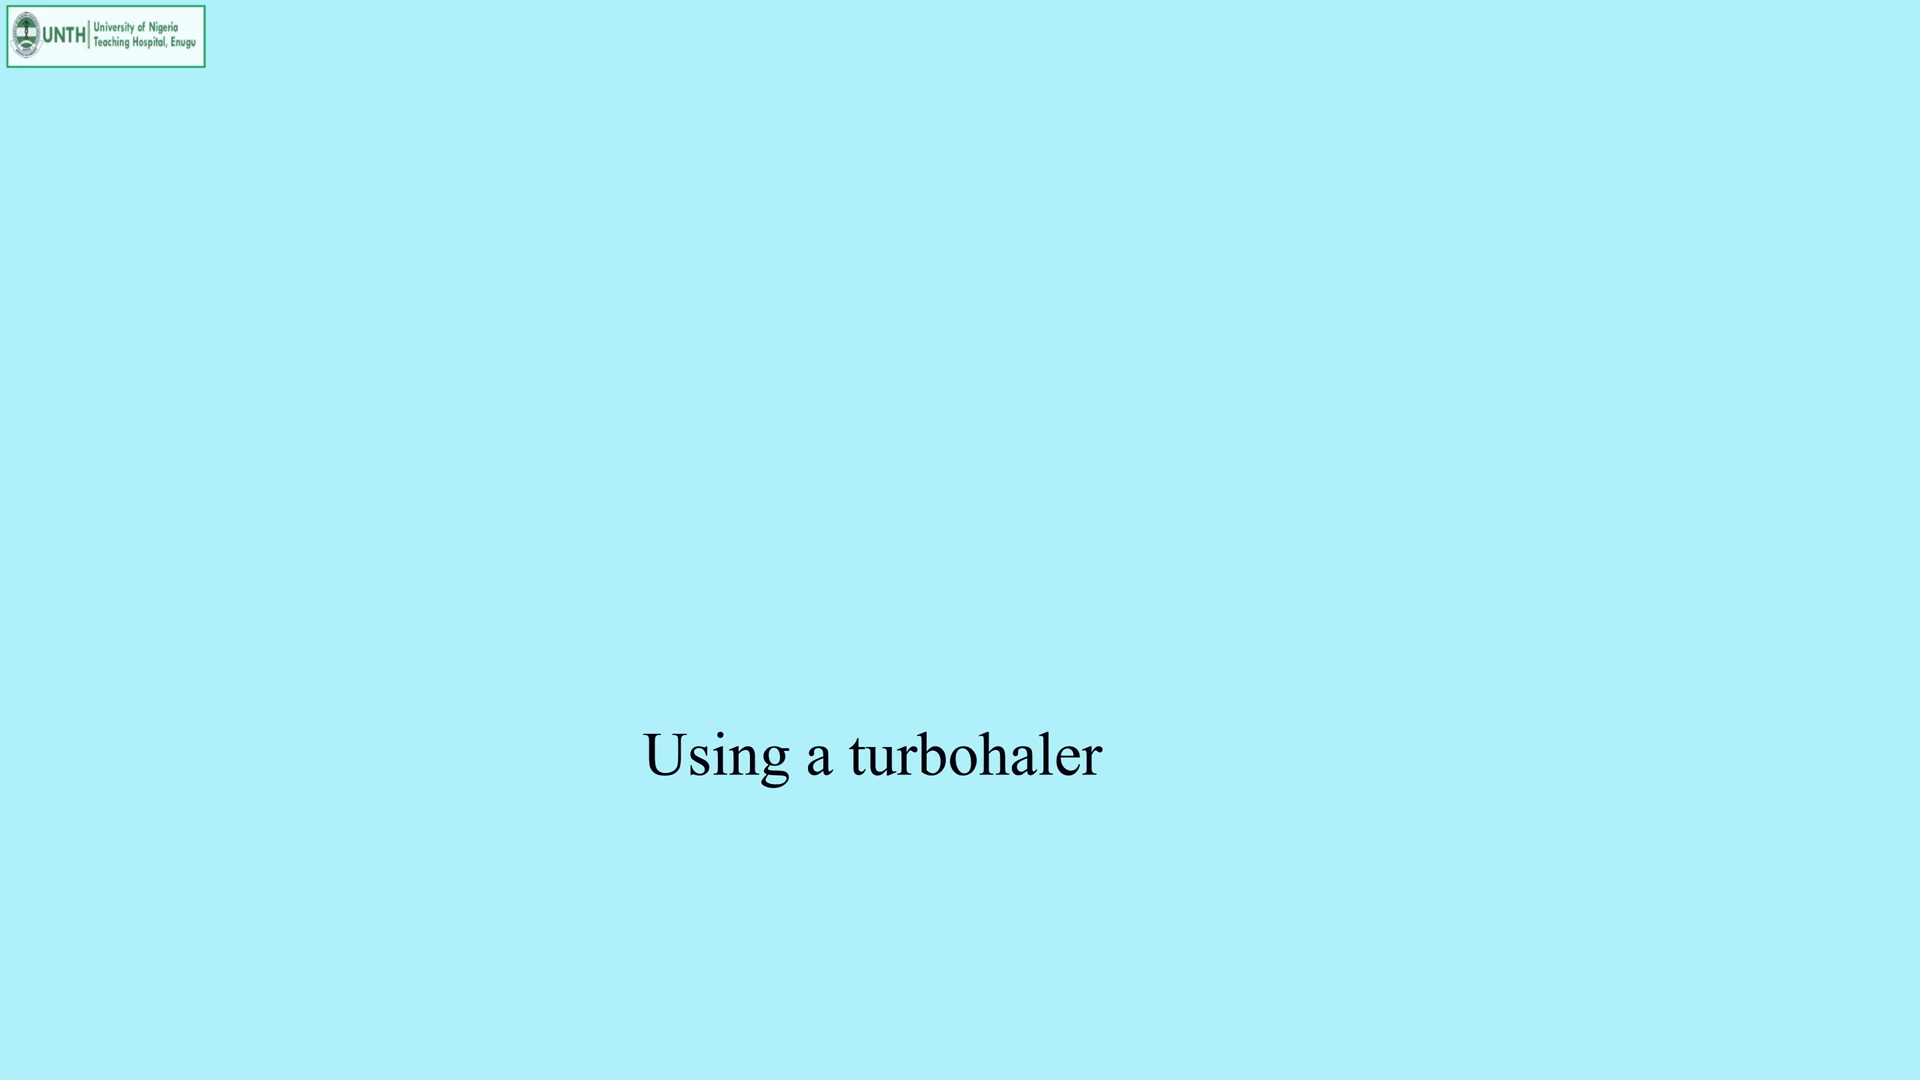 UNTH
University of Nigeria
Teaching Hospital, Enugu
Using a turbohaler